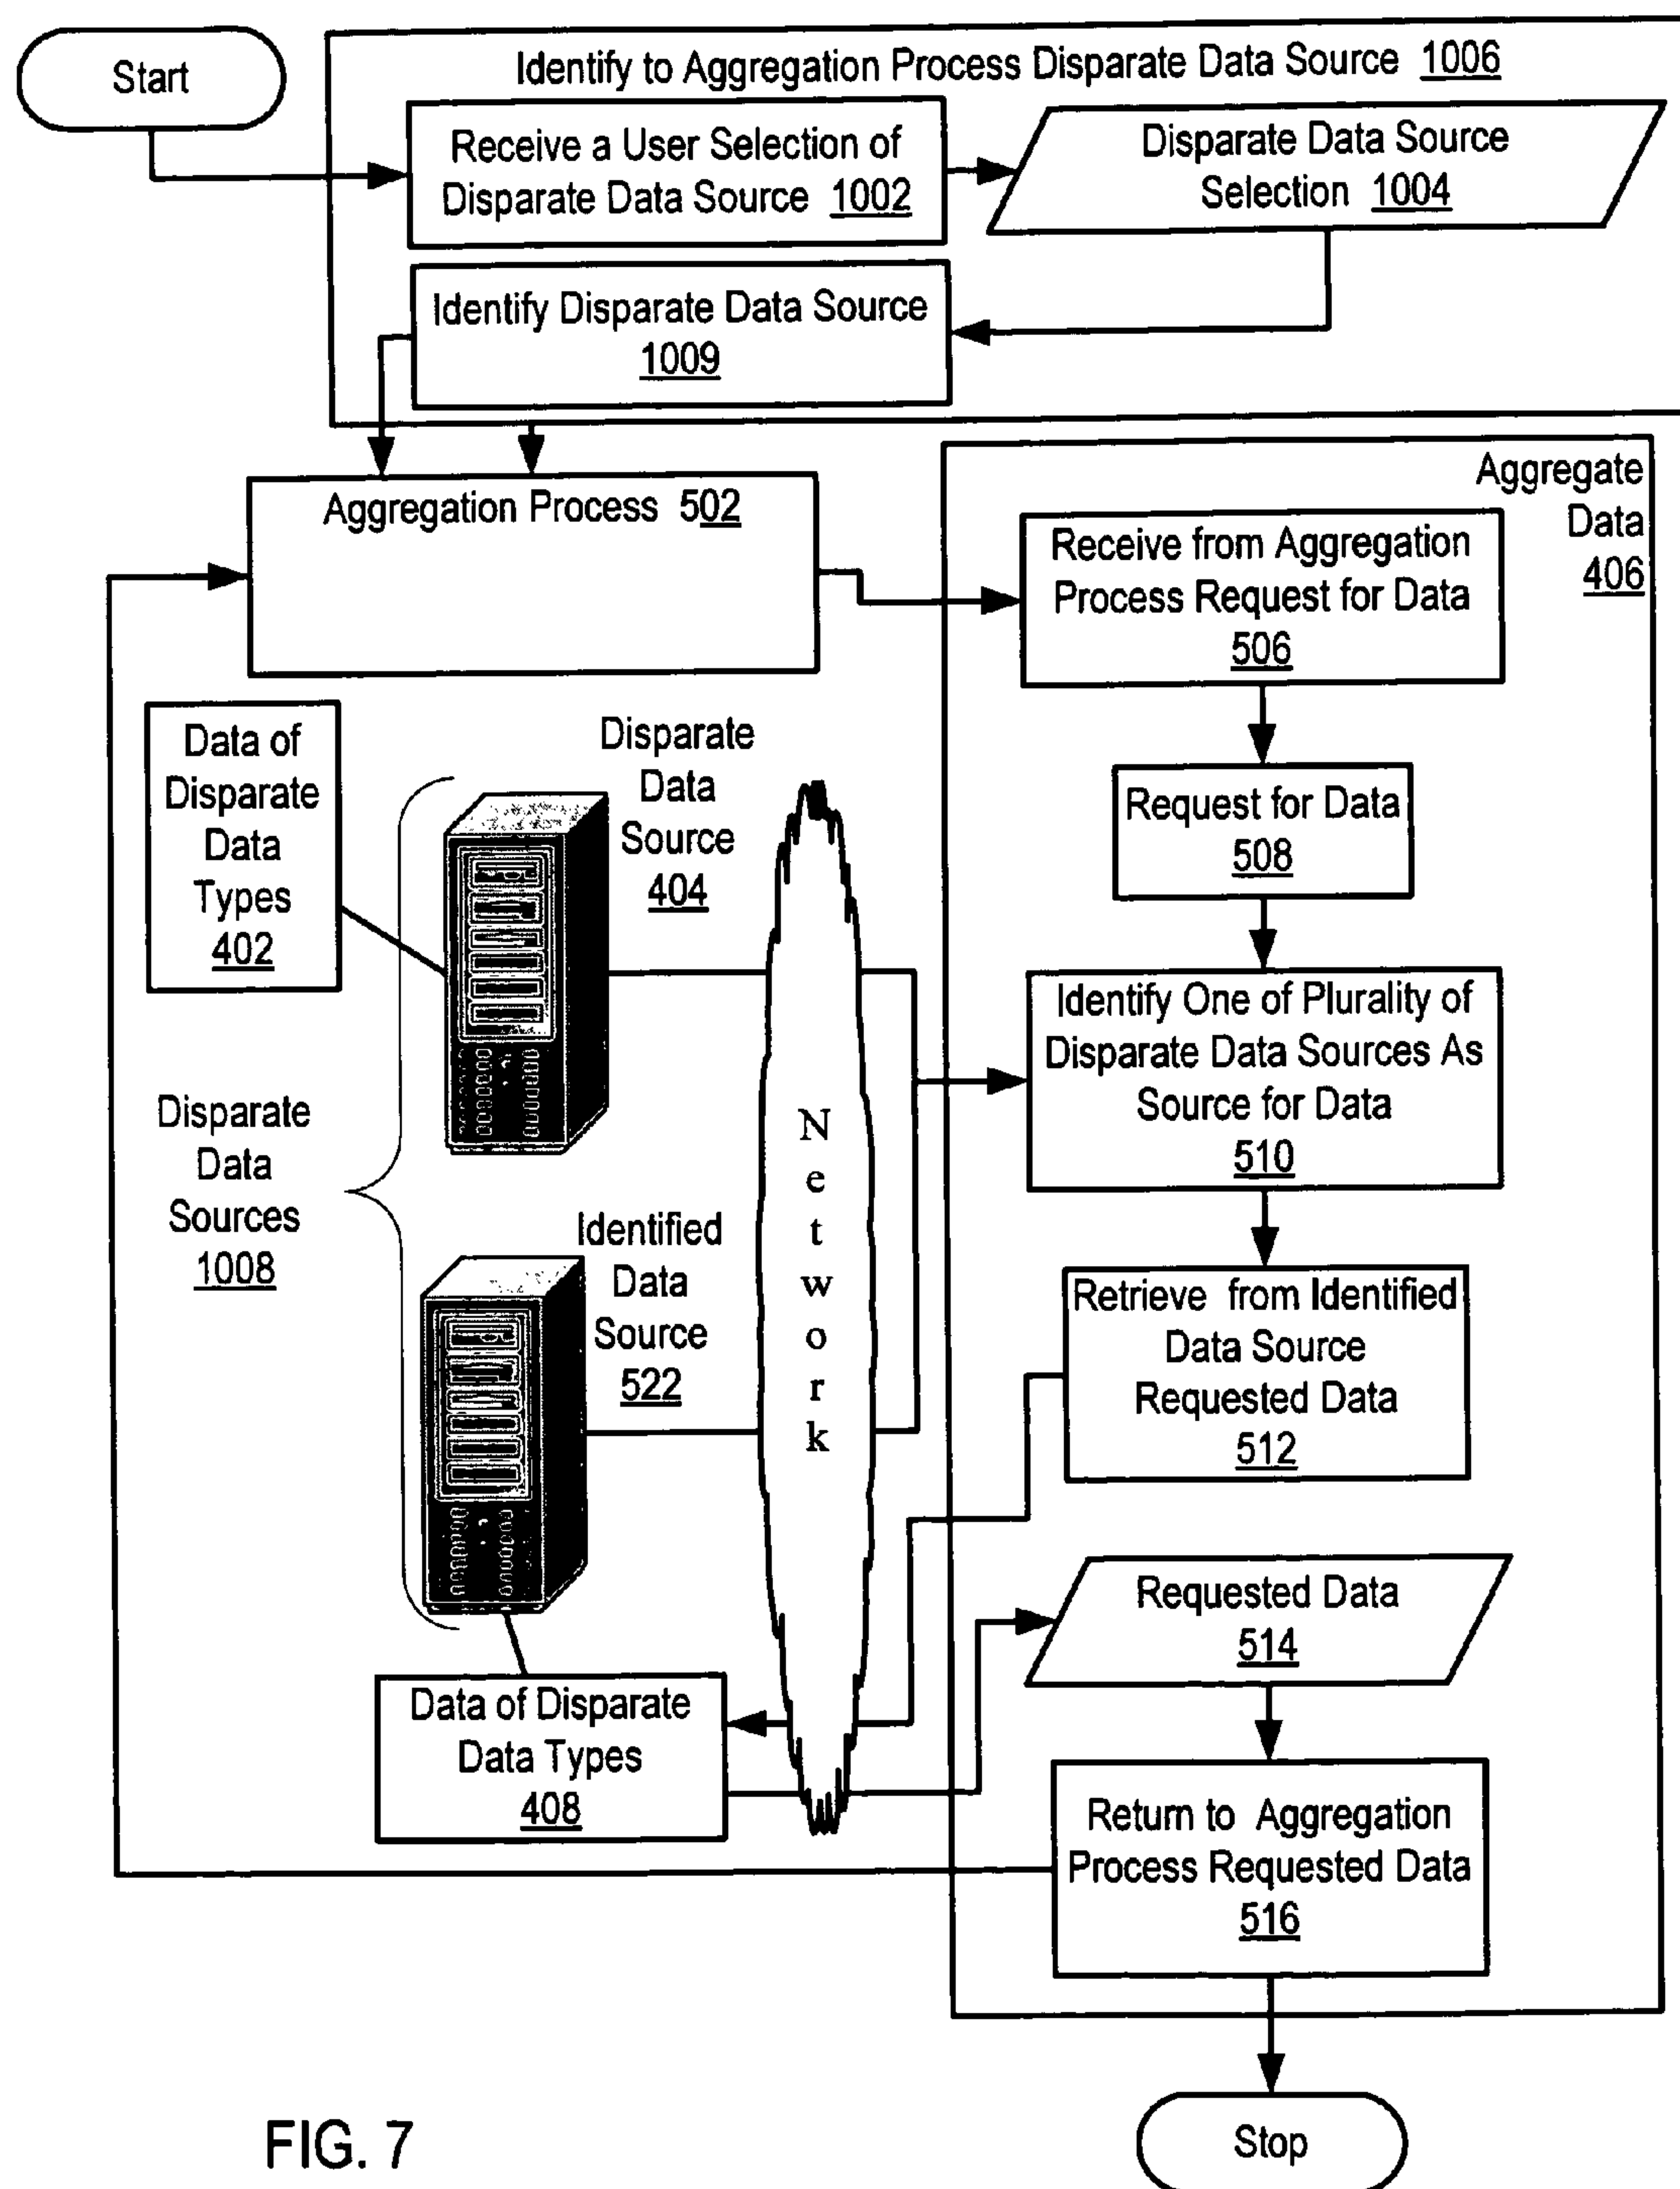 Start
Identify to Aggregation Process Disparate Data Source 1006
Receive a User Selection of
Disparate Data Source 1002
Disparate Data Source
Selection 1004
Identify Disparate Data Source
1009
Aggregation Process 502
Aggregate
Data
406
Receive from Aggregation
Process Request for Data
506
Request for Data
508
Data of
Disparate
Data
Types
402
Disparate
Data
Source
404
Disparate
Data
Sources
1008
Identified
Data
Source
522
N
e
t
w
o
r
k
Identify One of Plurality of
Disparate Data Sources As
Source for Data
510
Retrieve from Identified
Data Source
Requested Data
512
Requested Data
514
Data of Disparate
Data Types
408
Return to Aggregation
Process Requested Data
516
Stop
FIG. 7